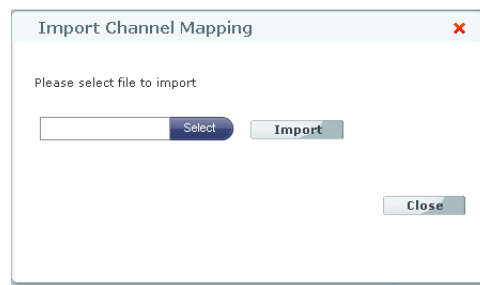 Import Channel Mapping
Please select file to import
Select Import
Close